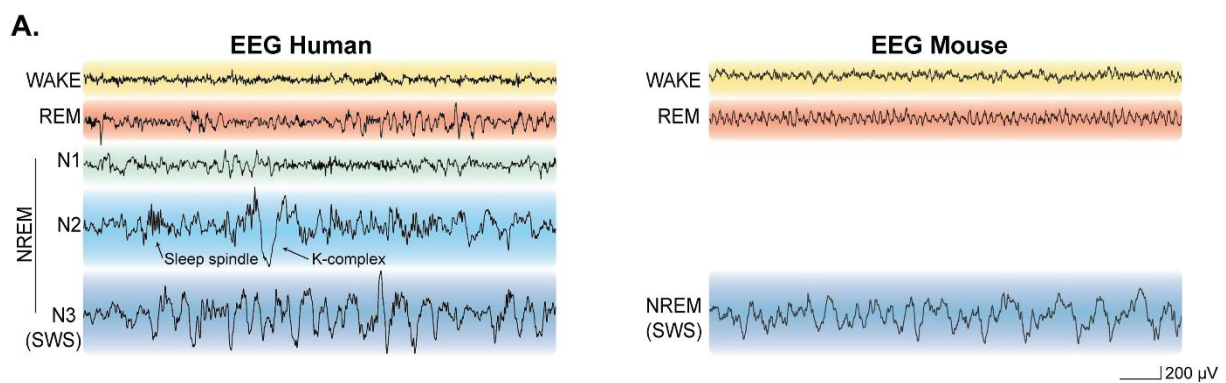 A.
EEG Human
WAKE
REM
NREM
N1
N2
Sleep spindle
K-complex
N3
(SWS)
EEG Mouse
WAKE
REM
NREM
(SWS)
200 µV